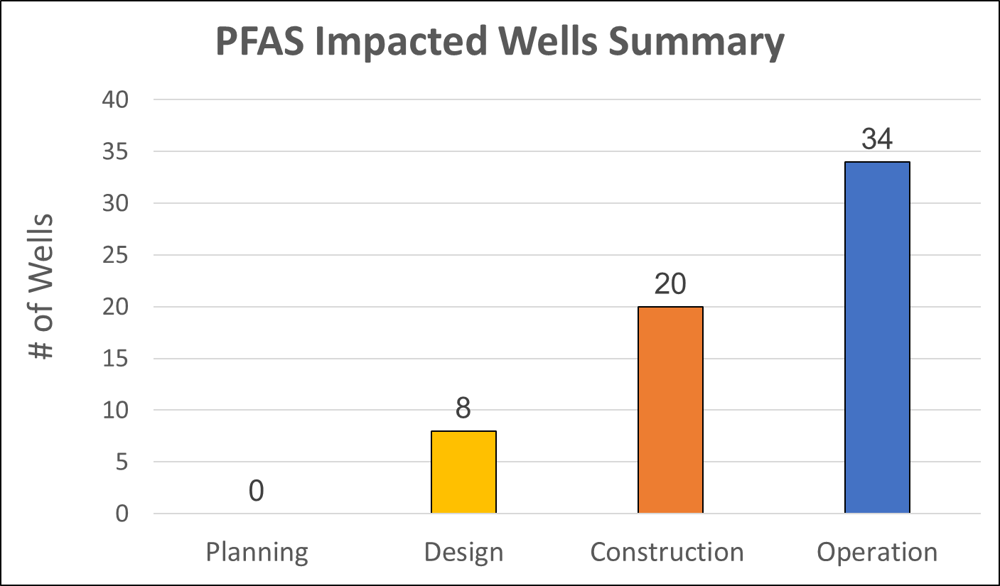 PFAS Impacted Wells Summary
# of Wells
40
35
30
25
20
15
10
5
0
0
8
20
34
Planning
Design
Construction
Operation